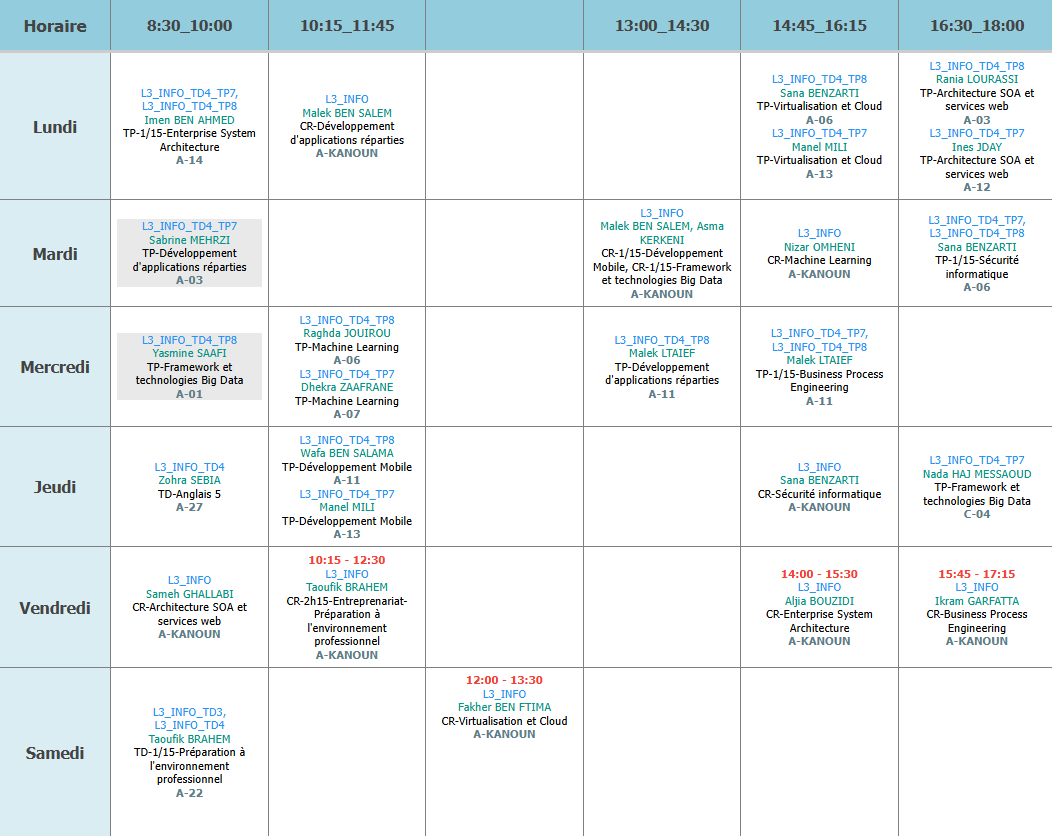 Horaire
8:30_10:00
10:15_11:45
13:00_14:30
14:45_16:15
16:30_18:00
Lundi
L3_INFO_TD4_TP7,
L3_INFO_TD4_TP8
Imen BEN AHMED
TP-1/15-Enterprise System
Architecture
A-14
L3_INFO
Malek BEN SALEM
CR-Développement
d'applications réparties
A-KANOUN
L3_INFO_TD4_TP8
Sana BENZARTI
TP-Virtualisation et Cloud
A-06
L3_INFO_TD4_TP7
Manel MILI
TP-Virtualisation et Cloud
A-13
L3_INFO_TD4_TP8
Rania LOURASSI
TP-Architecture SOA et
services web
A-03
L3_INFO_TD4_TP7
Ines JDAY
TP-Architecture SOA et
services web
A-12
Mardi
L3_INFO_TD4_TP7
Sabrine MEHRZI
TP-Développement
d'applications réparties
A-03
L3_INFO
Malek BEN SALEM, Asma
KERKENI
CR-1/15-Développement
Mobile, CR-1/15-Framework
et technologies Big Data
A-KANOUN
L3_INFO
Nizar OMHENI
CR-Machine Learning
A-KANOUN
L3_INFO_TD4_TP7,
L3_INFO_TD4_TP8
Sana BENZARTI
TP-1/15-Sécurité
informatique
A-06
Mercredi
L3_INFO_TD4_TP8
Yasmine SAAFI
TP-Framework et
technologies Big Data
A-01
L3_INFO_TD4_TP8
Raghda JOUIROU
TP-Machine Learning
A-06
L3_INFO_TD4_TP7
Dhekra ZAAFRANE
TP-Machine Learning
A-07
L3_INFO_TD4_TP8
Malek LTAIEF
TP-Développement
d'applications réparties
A-11
L3_INFO_TD4_TP7,
L3_INFO_TD4_TP8
Malek LTAIEF
TP-1/15-Business Process
Engineering
A-11
Jeudi
L3_INFO_TD4
Zohra SEBIA
TD-Anglais 5
A-27
L3_INFO_TD4_TP8
Wafa BEN SALAMA
TP-Développement Mobile
A-11
L3_INFO_TD4_TP7
Manel MILI
TP-Développement Mobile
A-13
L3_INFO
Sana BENZARTI
CR-Sécurité informatique
A-KANOUN
L3_INFO_TD4_TP7
Nada HAJ MESSAOUD
TP-Framework et
technologies Big Data
C-04
Vendredi
L3_INFO
Sameh GHALLABI
CR-Architecture SOA et
services web
A-KANOUN
10:15 - 12:30
L3_INFO
Taoufik BRAHEM
CR-2h15-Entreprenariat-
Préparation à
l'environnement
professionnel
A-KANOUN
14:00 - 15:30
L3_INFO
Aljia BOUZIDI
CR-Enterprise System
Architecture
A-KANOUN
15:45 - 17:15
L3_INFO
Ikram GARFATTA
CR-Business Process
Engineering
A-KANOUN
Samedi
L3_INFO_TD3,
L3_INFO_TD4
Taoufik BRAHEM
TD-1/15-Préparation à
l'environnement
professionnel
A-22
12:00 - 13:30
L3_INFO
Fakher BEN FTIMA
CR-Virtualisation et Cloud
A-KANOUN